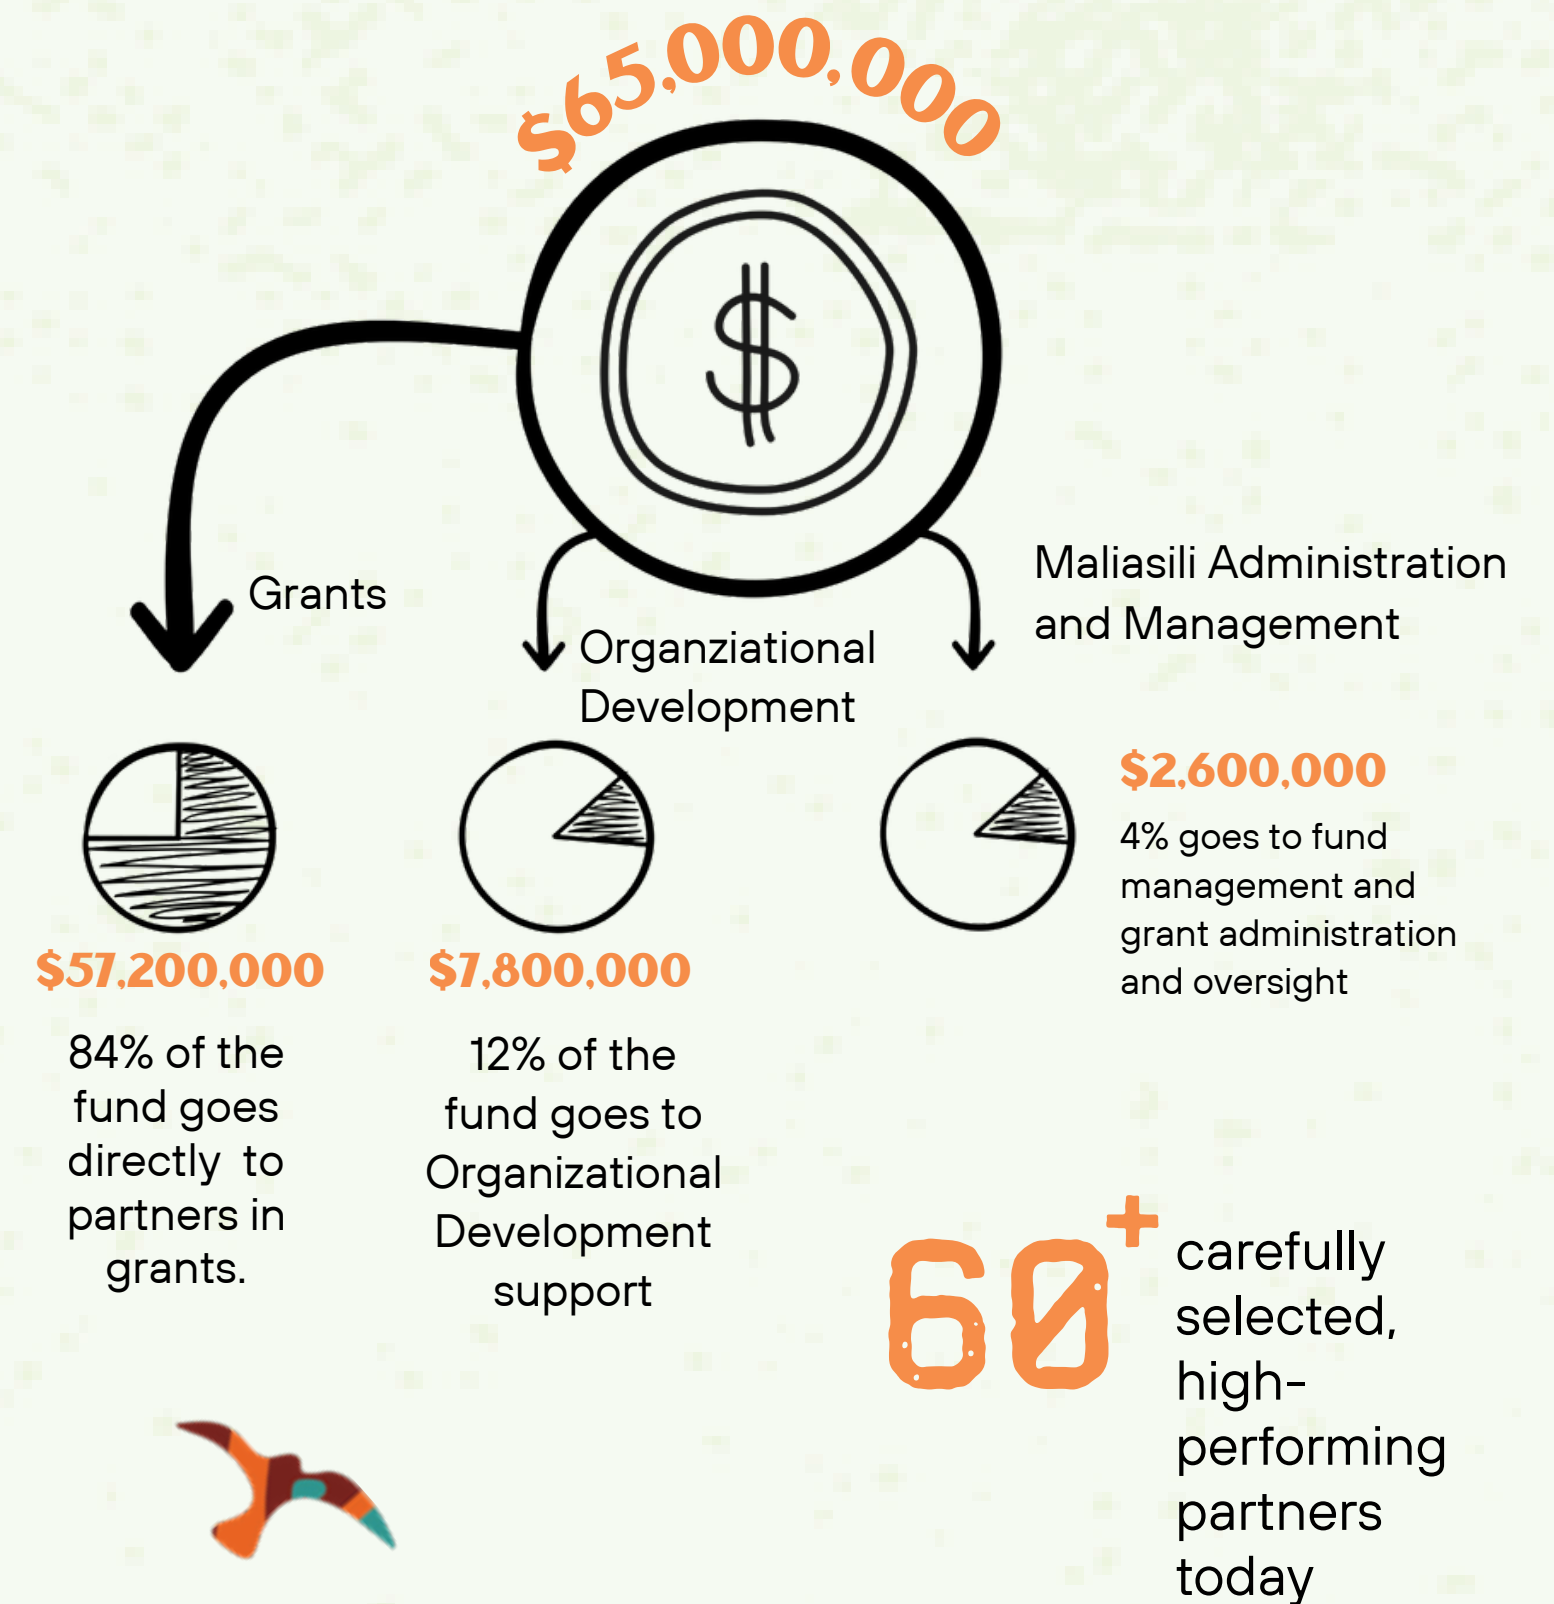 $65,000,000
Grants
Organziational
Development
Maliasili Administration
and Management
$57,200,000
84% of the
fund goes
directly to
partners in
grants.
$7,800,000
12% of the
fund goes to
Organizational
Development
support
$2,600,000
4% goes to fund
management and
grant administration
and oversight
60+
carefully
selected,
high-
performing
partners
today